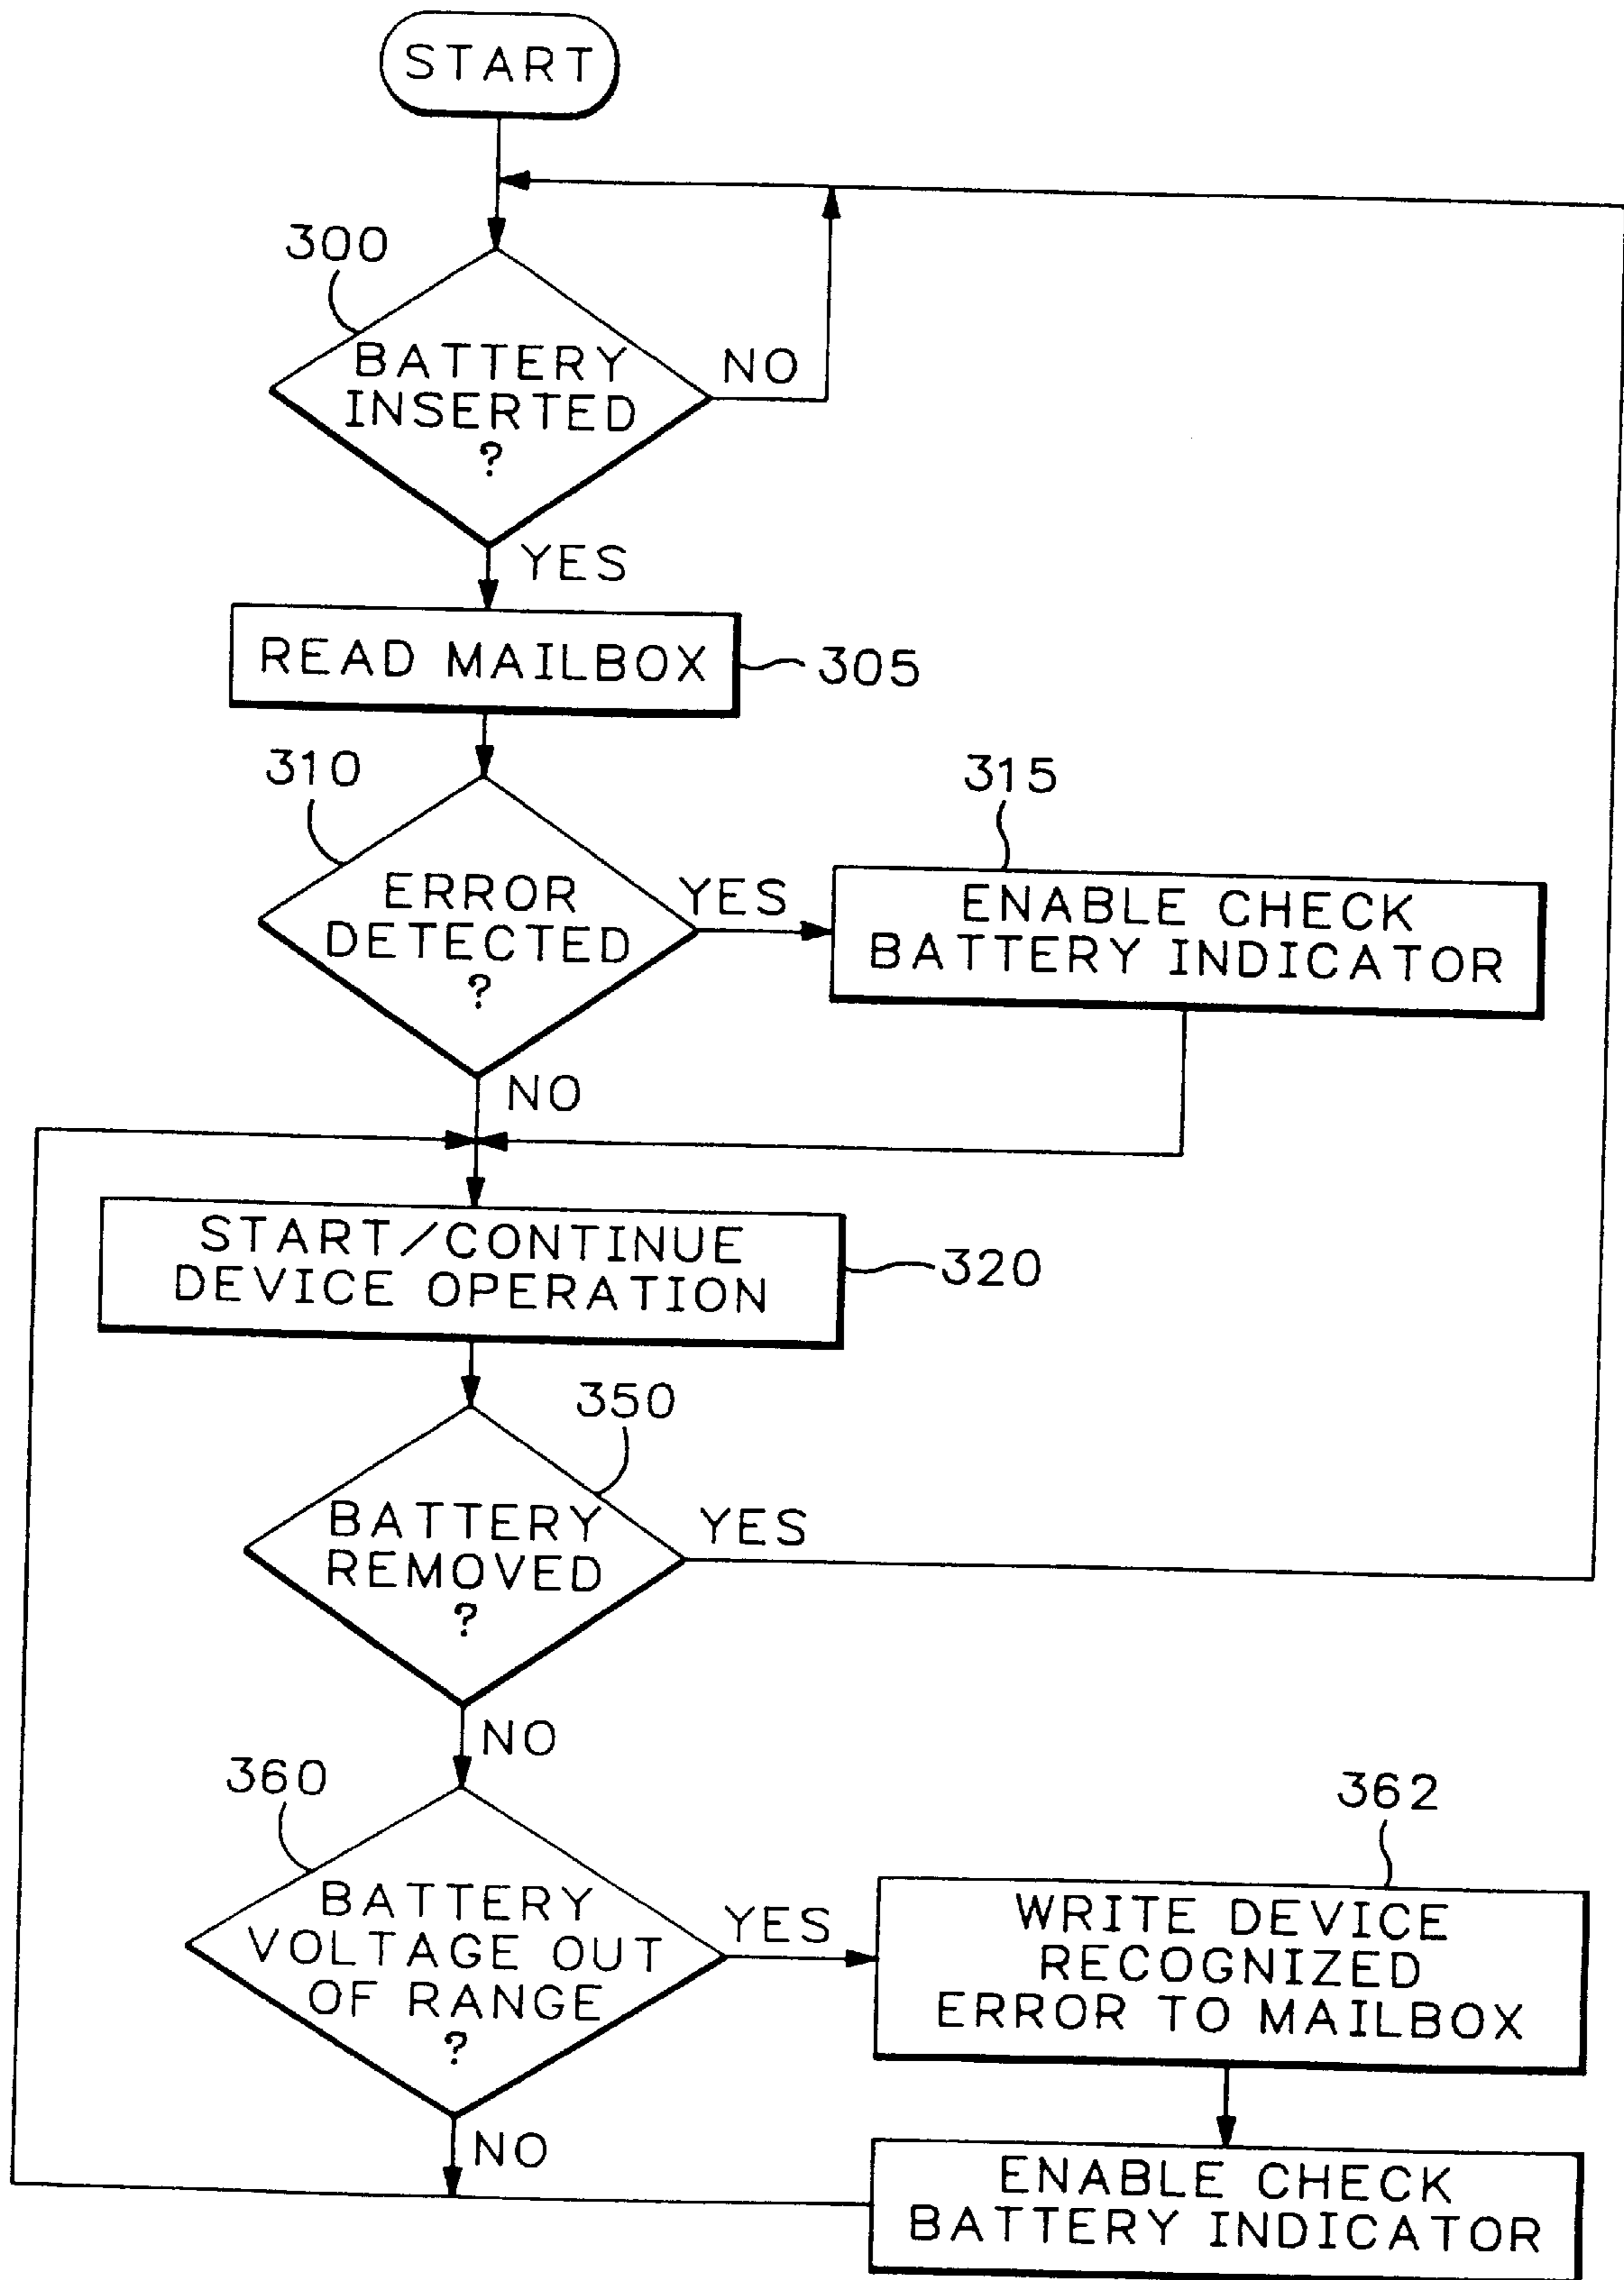 START
300
BATTERY
INSERTED
?
NO
YES
READ MAILBOX
305
310
ERROR
DETECTED
?
YES
315
ENABLE CHECK
BATTERY INDICATOR
NO
START/CONTINUE
DEVICE OPERATION
320
350
BATTERY
REMOVED
?
YES
NO
360
BATTERY
VOLTAGE OUT
OF RANGE
?
YES
362
WRITE DEVICE
RECOGNIZED
ERROR TO MAILBOX
NO
ENABLE CHECK
BATTERY INDICATOR